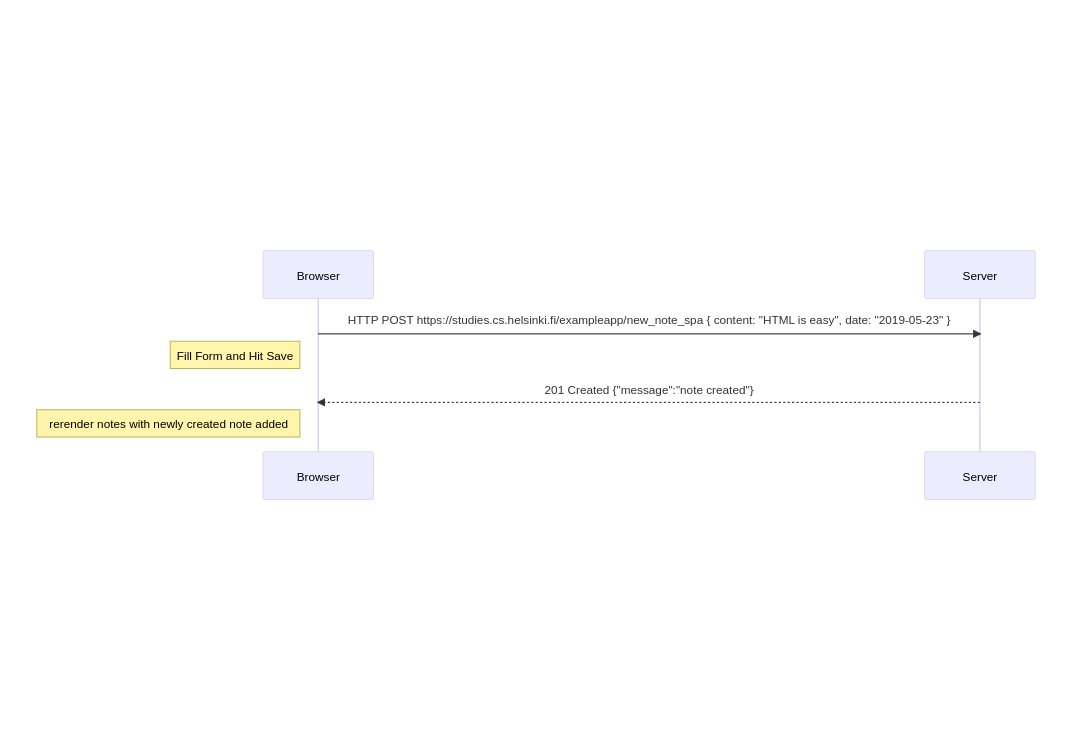 Browser
Server
HTTP POST https://studies.cs.helsinki.fi/exampleapp/new_note_spa { content: "HTML is easy", date: "2019-05-23" }
Fill Form and Hit Save
201 Created {"message":"note created"}
rerender notes with newly created note added
Browser
Server